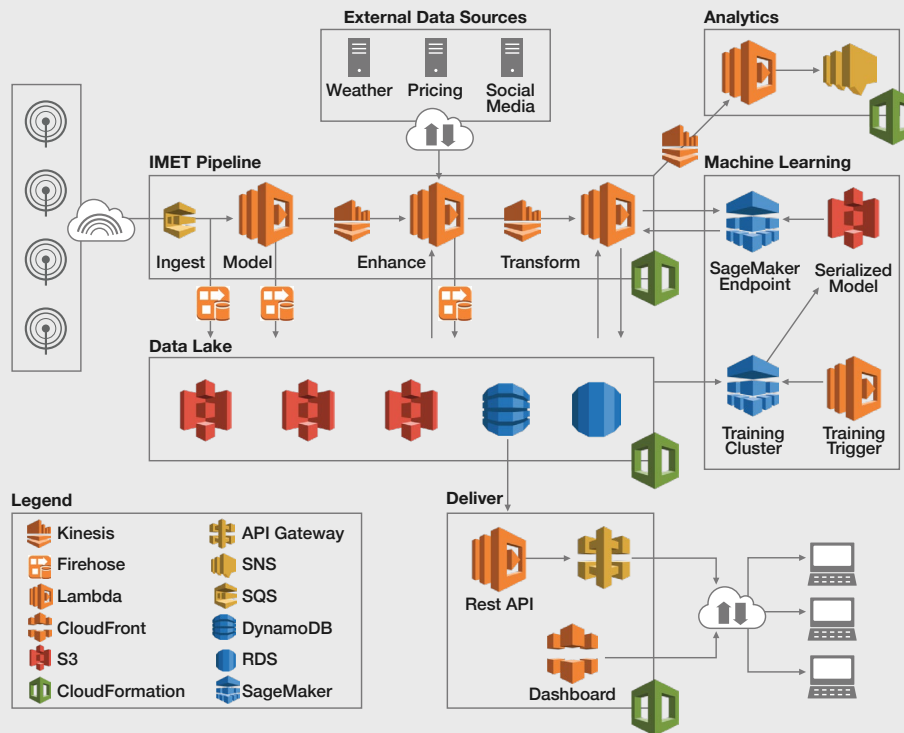 External Data Sources
Weather
Pricing
Social
Media
Analytics
IMET Pipeline
Ingest
Model
Enhance
Transform
Machine Learning
SageMaker
Endpoint
Serialized
Model
Training
Cluster
Training
Trigger
Data Lake
Legend
Kinesis
API Gateway
Firehose
SNS
Lambda
SQS
CloudFront
DynamoDB
S3
RDS
CloudFormation
SageMaker
Deliver
Rest API
Dashboard